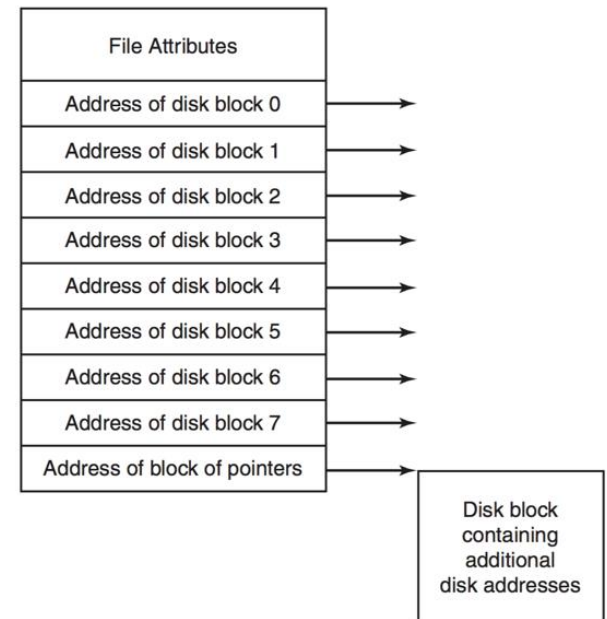 File Attributes
Address of disk block 0
Address of disk block 1
Address of disk block 2
Address of disk block 3
Address of disk block 4
Address of disk block 5
Address of disk block 6
Address of disk block 7
Address of block of pointers
Disk block
containing
additional
disk addresses